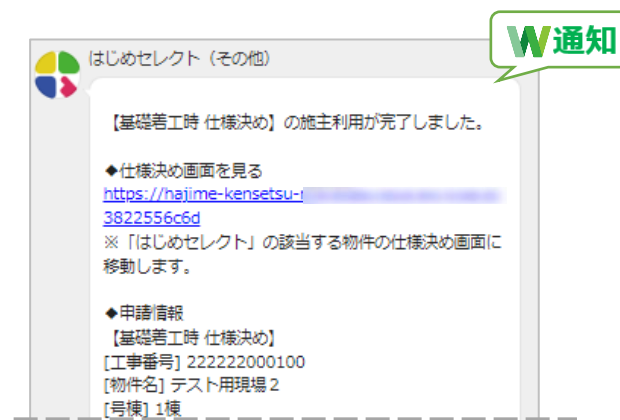 W通知
はじめセレクト（その他）
【基礎着工時 仕様決め】の施主利用が完了しました。
◆仕様決め画面を見る
https://hajime-kensetsu-
3822556c6d
※「はじめセレクト」の該当する物件の仕様決め画面に
移動します。
◆申請情報
【基礎着工時 仕様決め】
[工事番号] 222222000100
[物件名] テスト用現場２
[号棟] 1棟